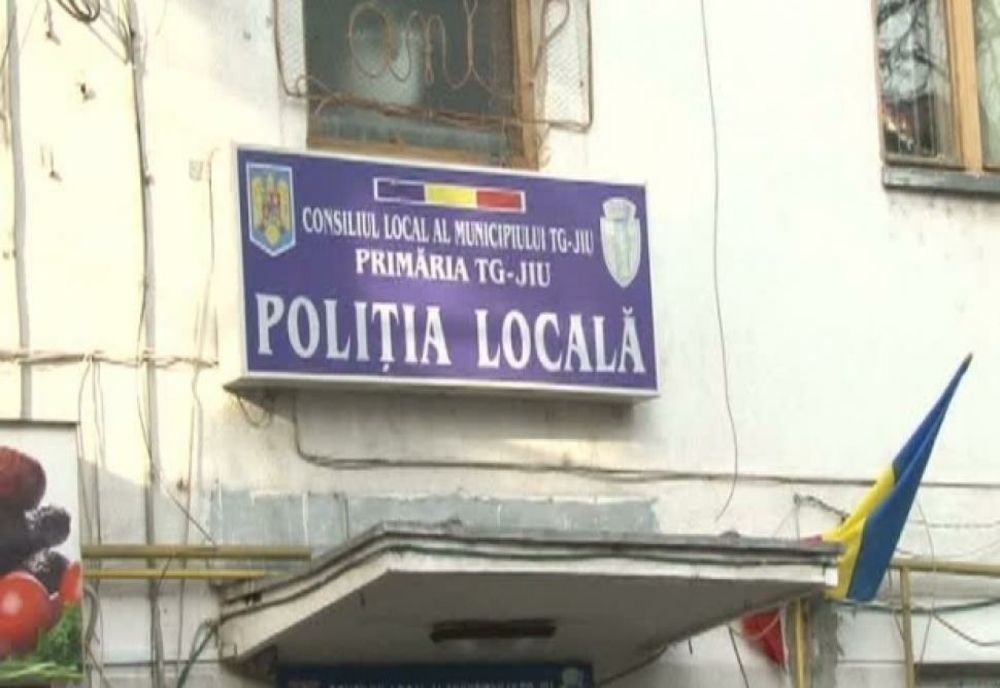 CONSILIUL LOCAL AL MUNICIPIULUI TG-JIU
PRIMĂRIA TG-JIU
POLIȚIA LOCALĂ